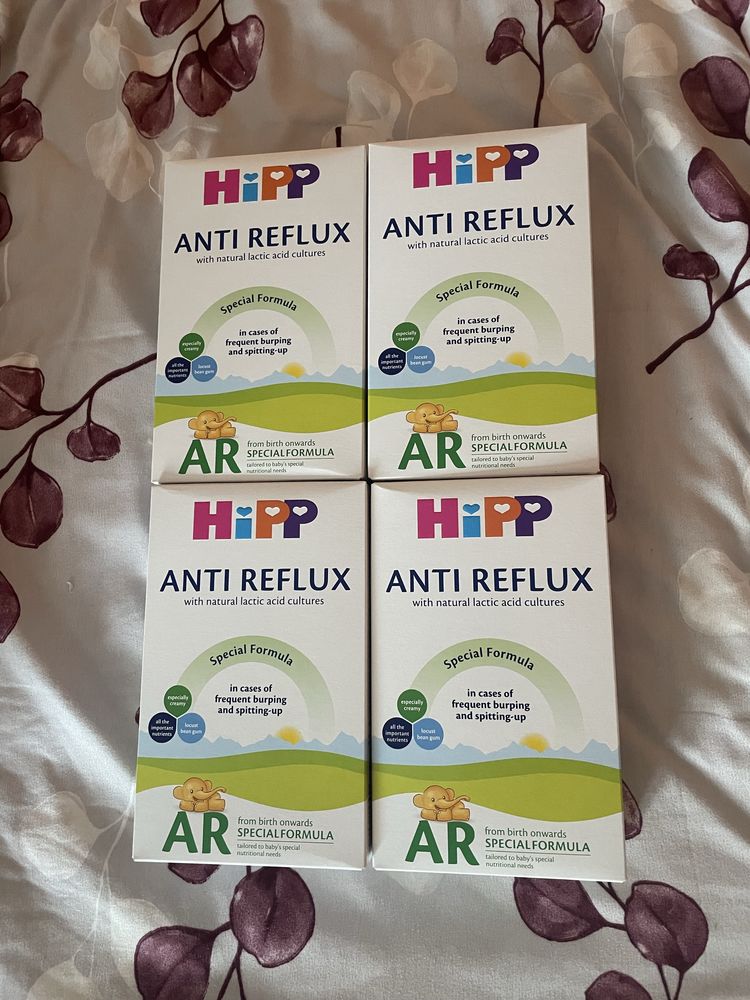 HiPP
ANTI REFLUX
with natural lactic acid cultures
Special Formula
in cases of
frequent burping
and spitting-up
especially
creamy
all the
important
nutrients
locust
bean gum
AR
from birth onwards
SPECIALFORMULA
tailored to baby's special
nutritional needs
HiPP
ANTI REFLUX
with natural lactic acid cultures
Special Formula
in cases of
frequent burping
and spitting-up
especially
creamy
all the
important
nutrients
locust
bean gum
AR
from birth onwards
SPECIALFORMULA
tailored to baby's special
nutritional needs
HiPP
ANTI REFLUX
with natural lactic acid cultures
Special Formula
in cases of
frequent burping
and spitting-up
especially
creamy
all the
important
nutrients
locust
bean gum
AR
from birth onwards
SPECIALFORMULA
tailored to baby's special
nutritional needs
HiPP
ANTI REFLUX
with natural lactic acid cultures
Special Formula
in cases of
frequent burping
and spitting-up
especially
creamy
all the
important
nutrients
locust
bean gum
AR
from birth onwards
SPECIALFORMULA
tailored to baby's special
nutritional needs